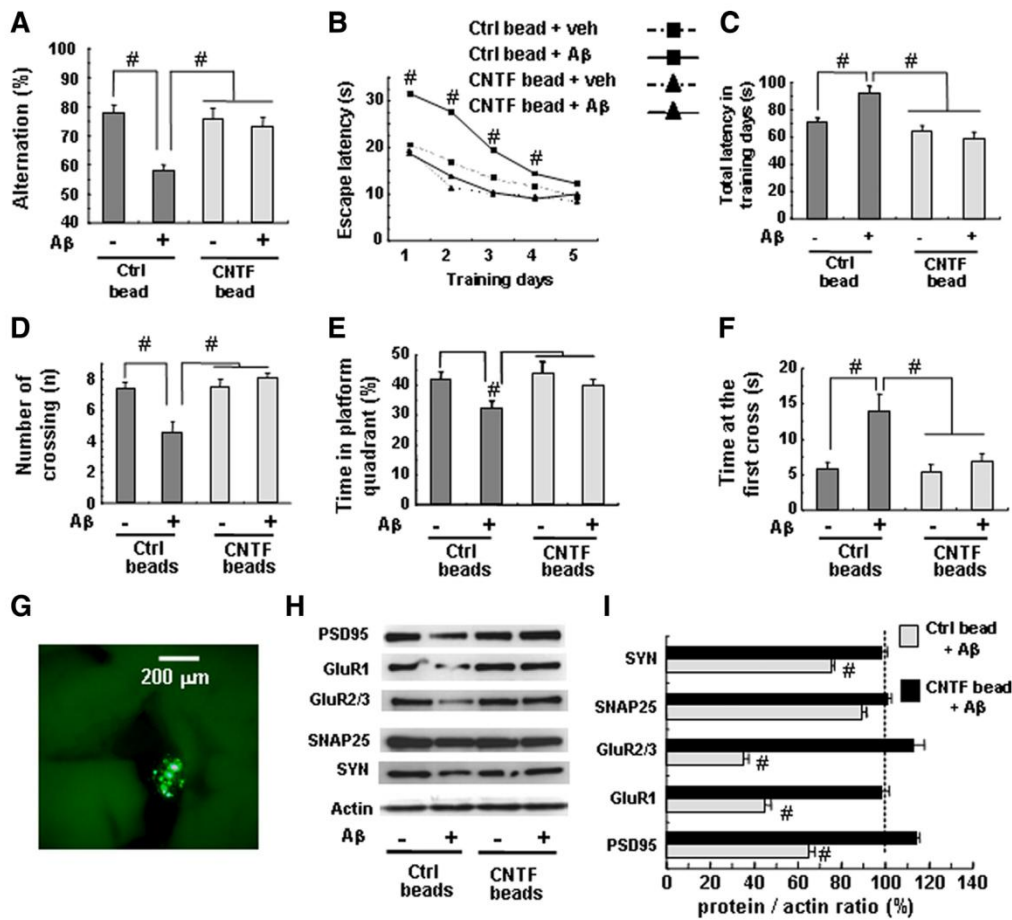 A
Alternation (%)
100
90
80
70
60
50
40
# #
Aβ - + - +
Ctrl bead
CNTF bead
B
Ctrl bead + veh
Ctrl bead + Aβ
CNTF bead + veh
CNTF bead + Aβ
Escape latency (s)
30
20
10
0
# # # #
1 2 3 4 5
Training days
C
Total latency in training days (s)
100
80
60
40
20
0
# #
Aβ - + - +
Ctrl bead
CNTF bead
D
Number of crossing (n)
8
6
4
2
0
# #
Aβ - + - +
Ctrl beads
CNTF beads
E
Time in platform quadrant (%)
50
40
30
20
10
0
#
Aβ - + - +
Ctrl beads
CNTF beads
F
Time at the first cross (s)
20
15
10
5
0
# #
Aβ - + - +
Ctrl beads
CNTF beads
G
200 µm
H
PSD95
GluR1
GluR2/3
SNAP25
SYN
Actin
Aβ - + - +
Ctrl beads
CNTF beads
I
Ctrl bead + Aβ
CNTF bead + Aβ
SYN #
SNAP25
GluR2/3 #
GluR1 #
PSD95 #
0 20 40 60 80 100 140
protein / actin ratio (%)